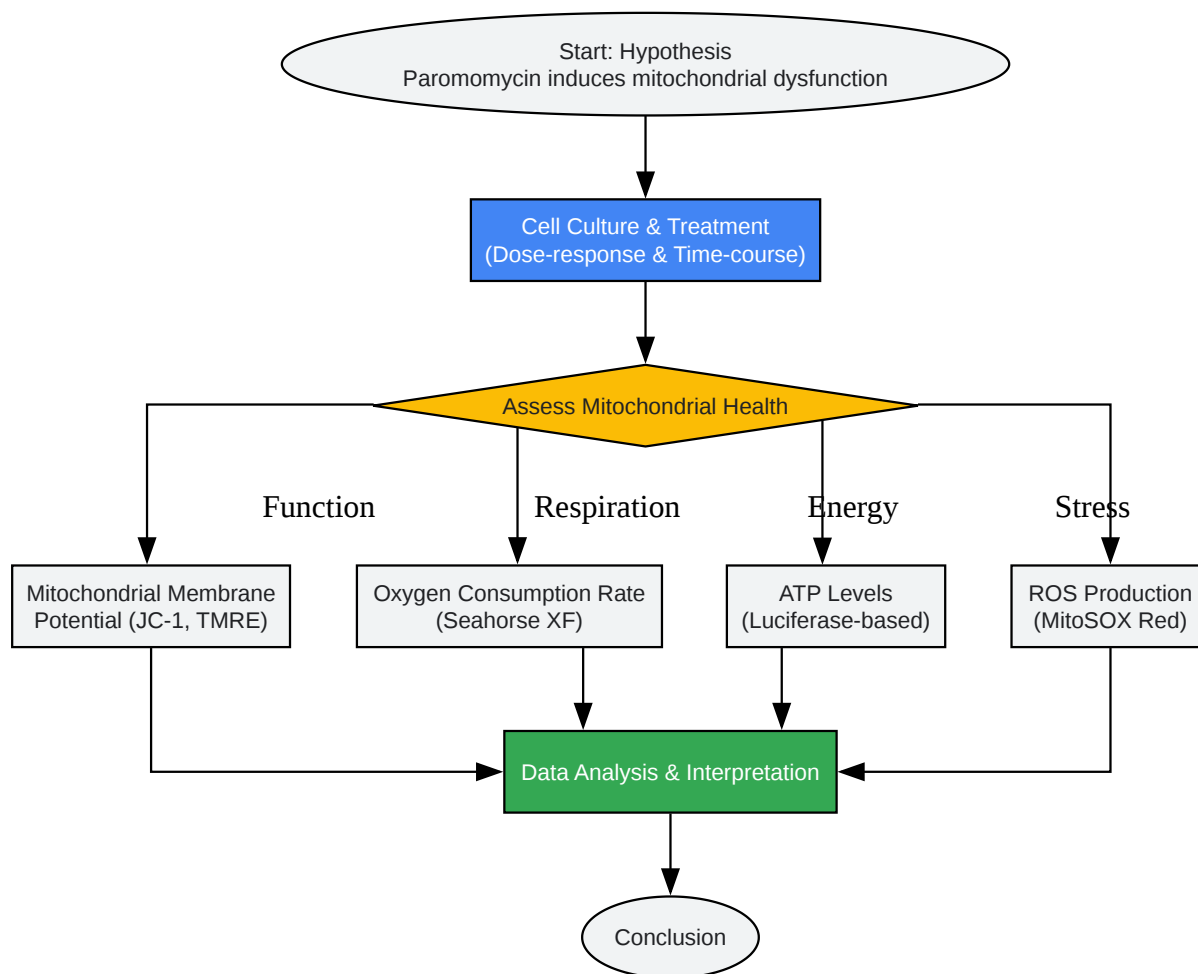 Start: Hypothesis
Paromomycin induces mitochondrial dysfunction
Cell Culture & Treatment
(Dose-response & Time-course)
Assess Mitochondrial Health
Function
Respiration
Energy
Stress
Mitochondrial Membrane
Potential (JC-1, TMRE)
Oxygen Consumption Rate
(Seahorse XF)
ATP Levels
(Luciferase-based)
ROS Production
(MitoSOX Red)
Data Analysis & Interpretation
Conclusion